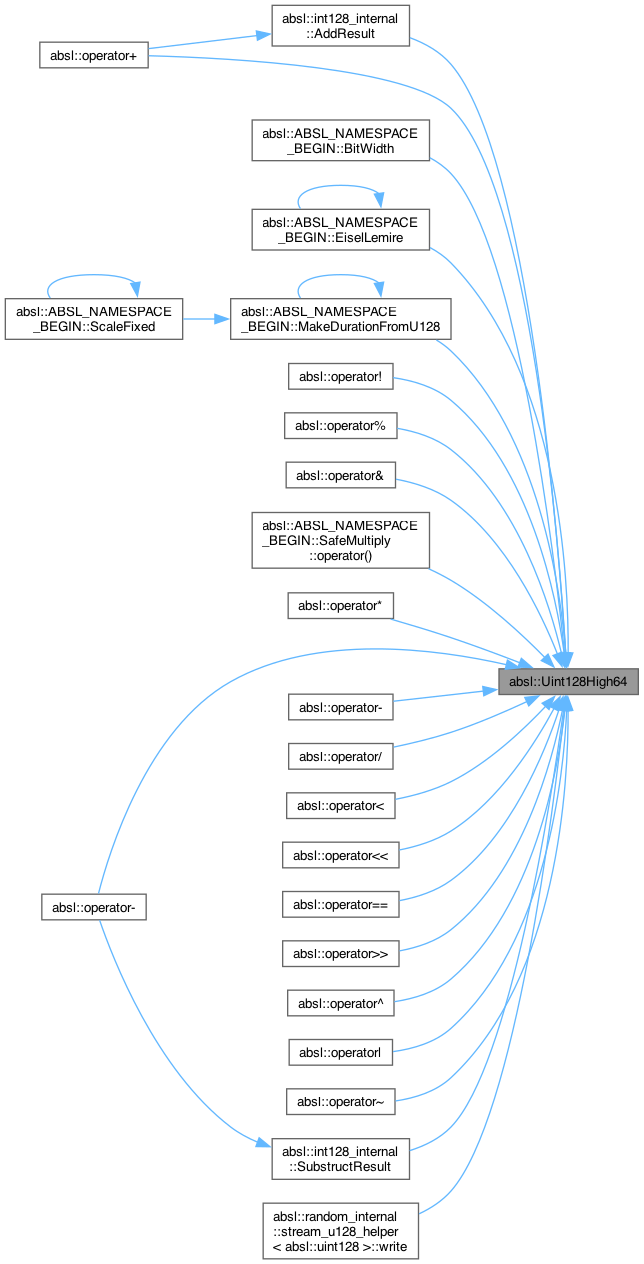 absl::int128_internal
::AddResult
absl::operator+
absl::ABSL_NAMESPACE
_BEGIN::BitWidth
absl::ABSL_NAMESPACE
_BEGIN::EiselLemire
absl::ABSL_NAMESPACE
_BEGIN::ScaleFixed
absl::ABSL_NAMESPACE
_BEGIN::MakeDurationFromU128
absl::operator!
absl::operator%
absl::operator&
absl::ABSL_NAMESPACE
_BEGIN::SafeMultiply
::operator()
absl::operator*
absl::Uint128High64
absl::operator-
absl::operator/
absl::operator<
absl::operator<<
absl::operator==
absl::operator-
absl::operator>>
absl::operator^
absl::operator|
absl::operator~
absl::int128_internal
::SubstructResult
absl::random_internal
::stream_u128_helper
< absl::uint128 >::write